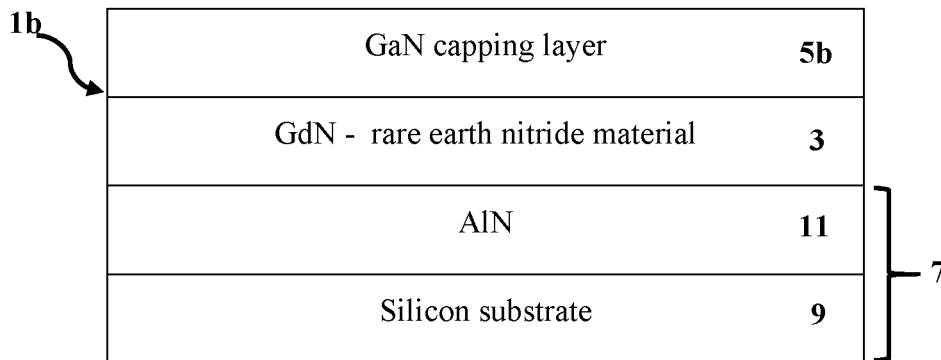 1b
GaN capping layer 5b
GdN - rare earth nitride material 3
AlN 11
7
Silicon substrate 9